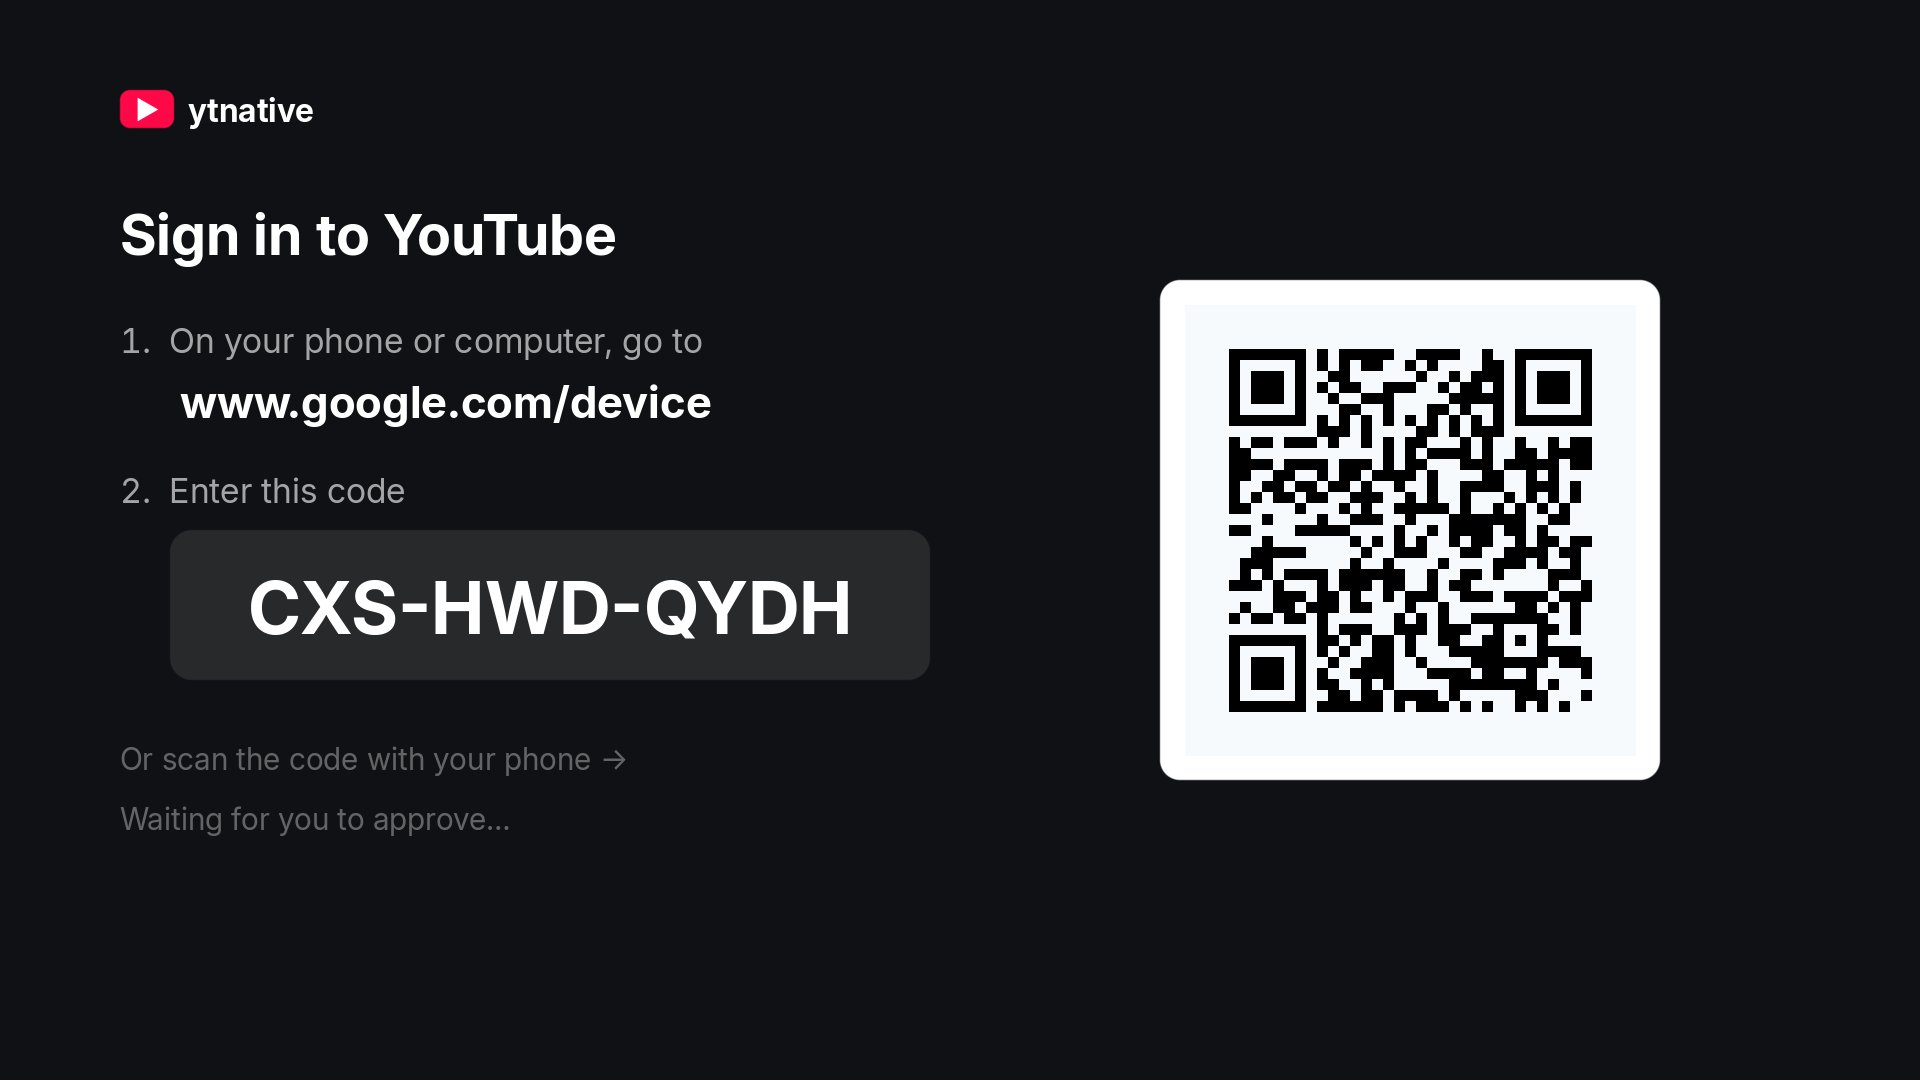 ytnative
Sign in to YouTube
1. On your phone or computer, go to
www.google.com/device
2. Enter this code
CXS-HWD-QYDH
Or scan the code with your phone →
Waiting for you to approve...